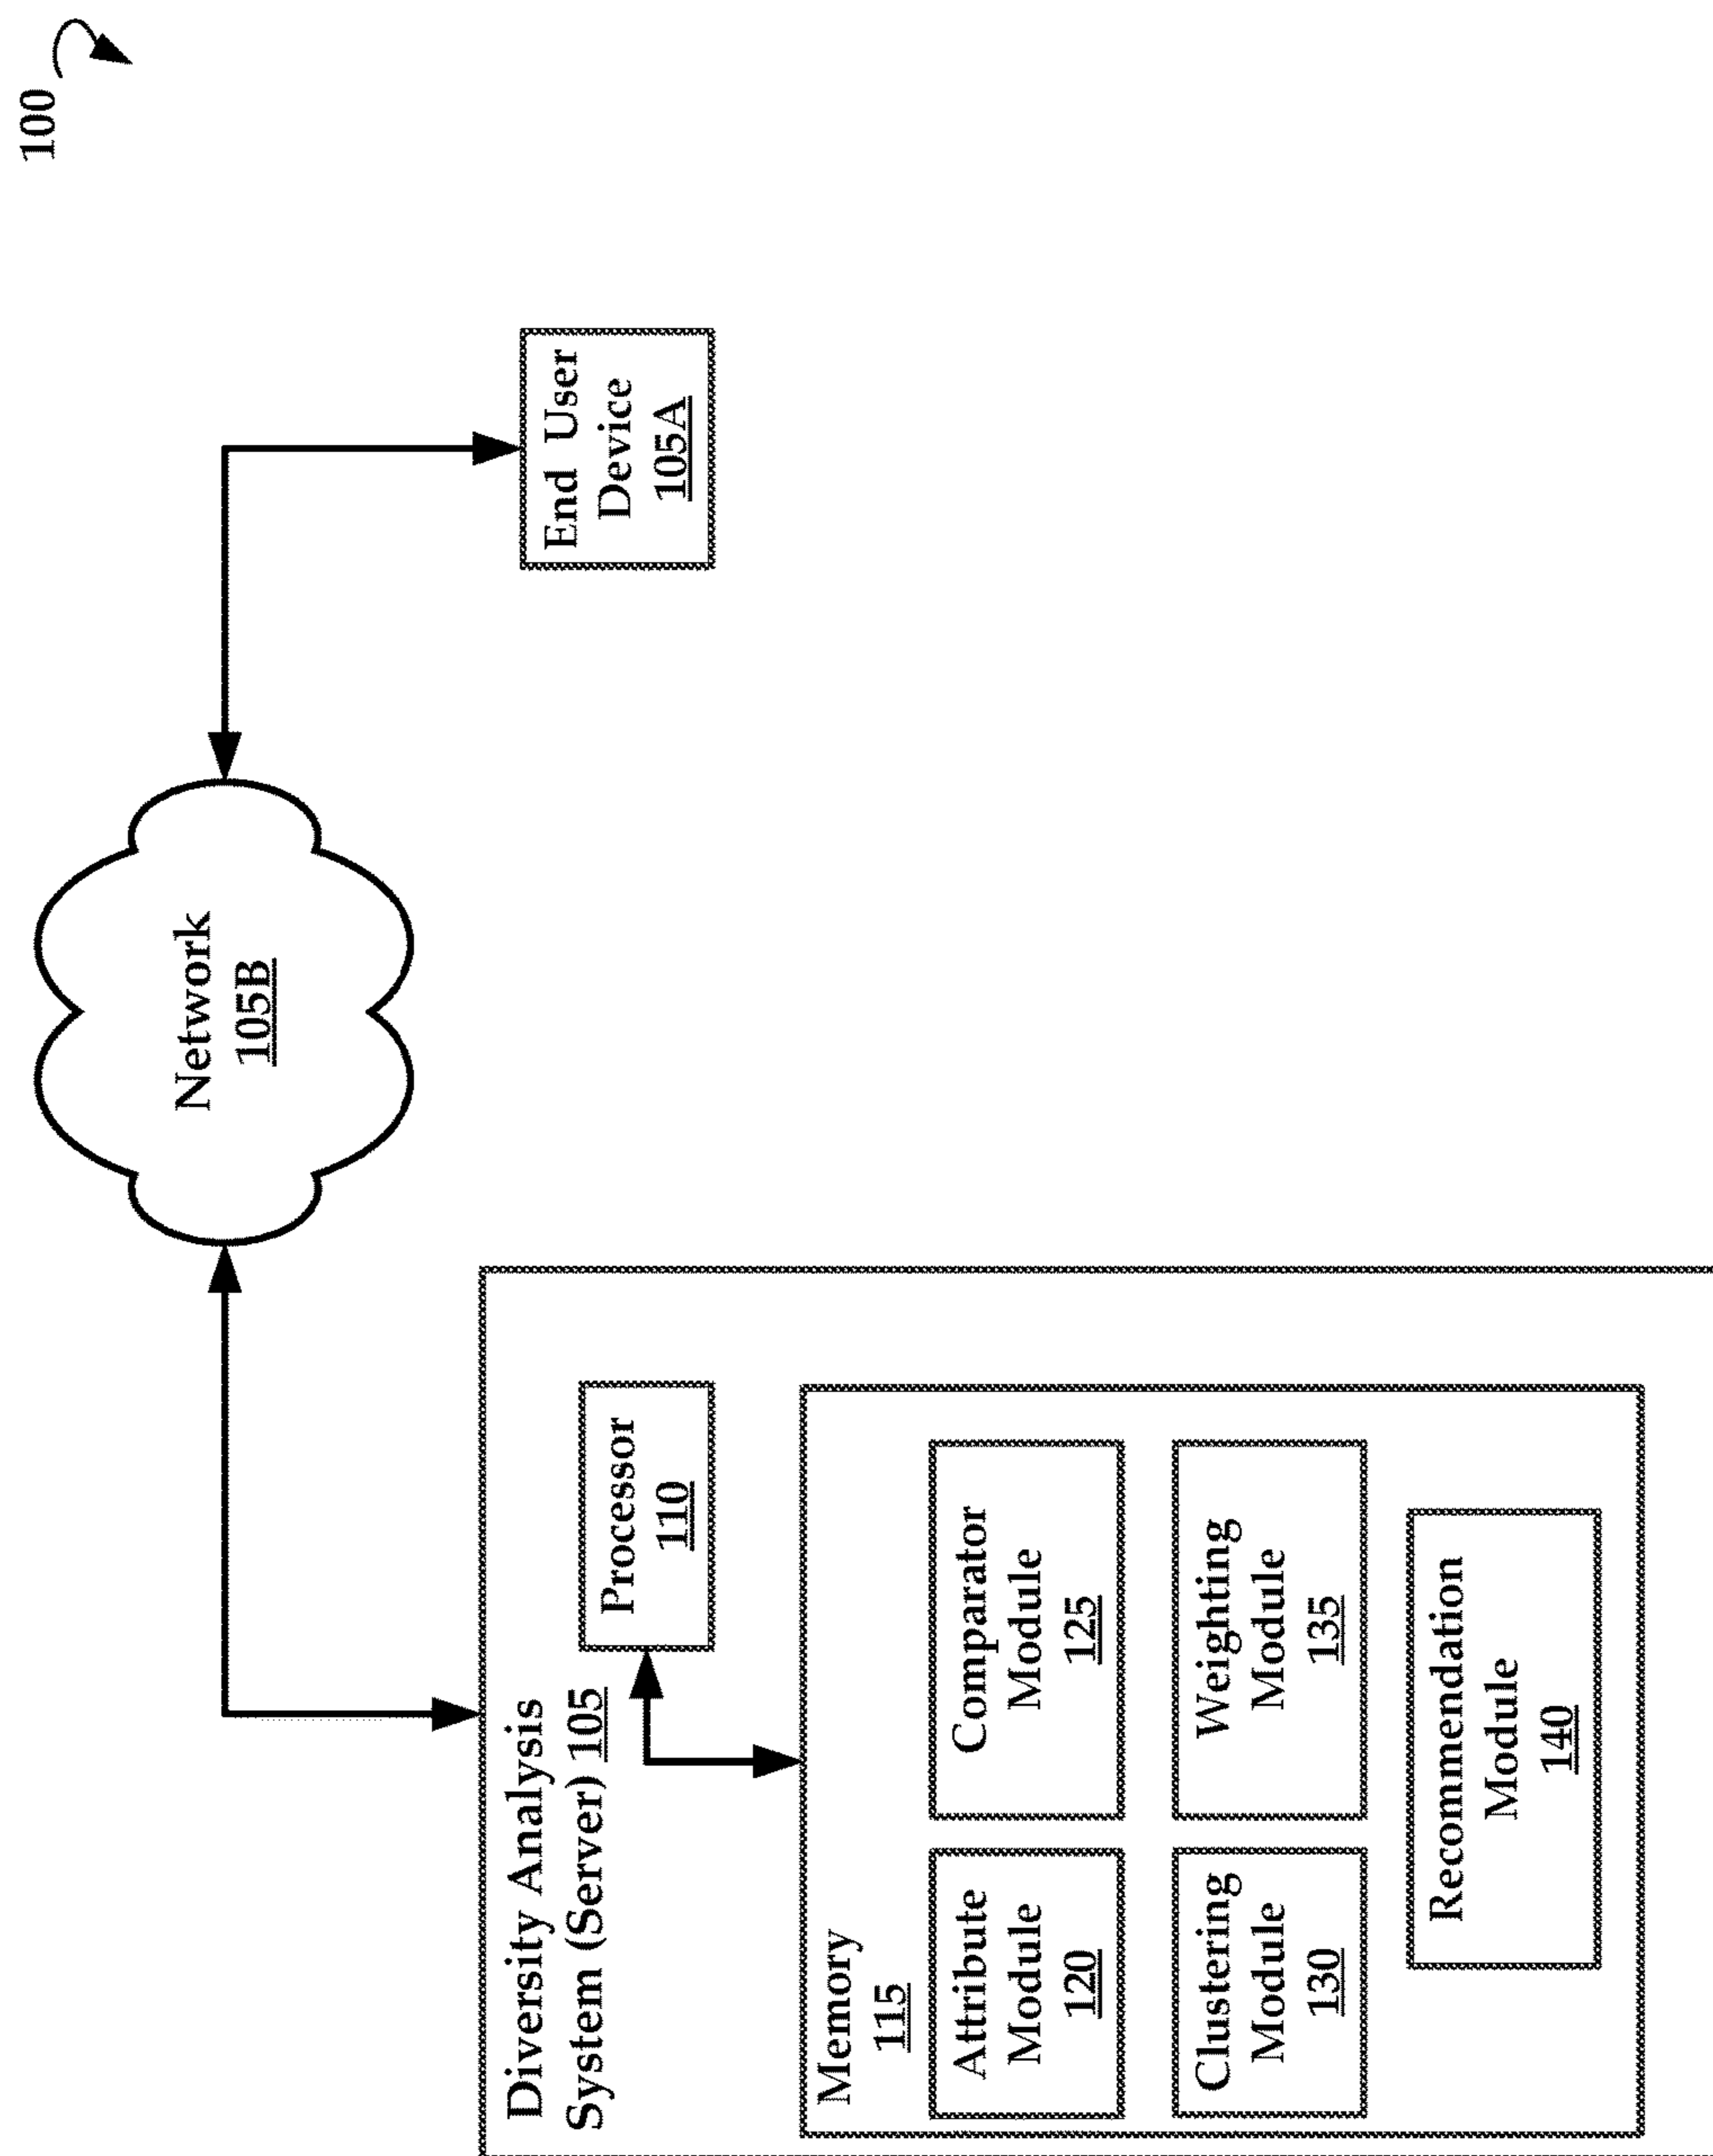 100
Network
105B
End User
Device
105A
Diversity Analysis
System (Server) 105
Processor
110
Memory
115
Attribute
Module
120
Comparator
Module
125
Clustering
Module
130
Weighting
Module
135
Recommendation
Module
140